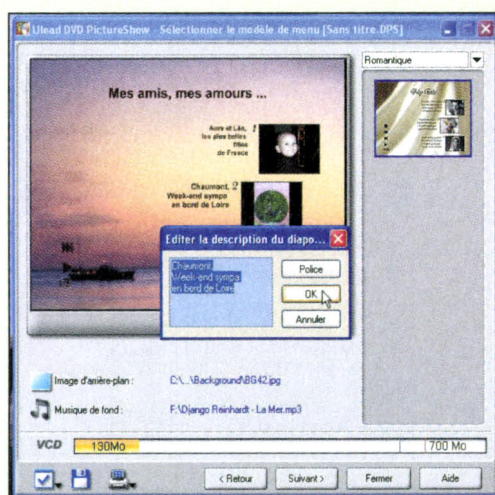 Ulead DVD PictureShow - Sélectionner le modèle de menu [Sans titre.DPS]
Romantique
Mes amis, mes amours ...
1
les plus belles
filles
de France
Chaumont, 2
Week-end sympa
en bord de Loire
Editer la description du diapo...
Chaumont,
Week-end sympa
en bord de Loire
Police
OK
Annuler
Image d'arrière-plan :
C:\...\Background\BG42.jpg
Musique de fond :
F:\Django Reinhardt - La Mer.mp3
VCD
130Mo
700 Mo
< Retour
Suivant >
Fermer
Aide